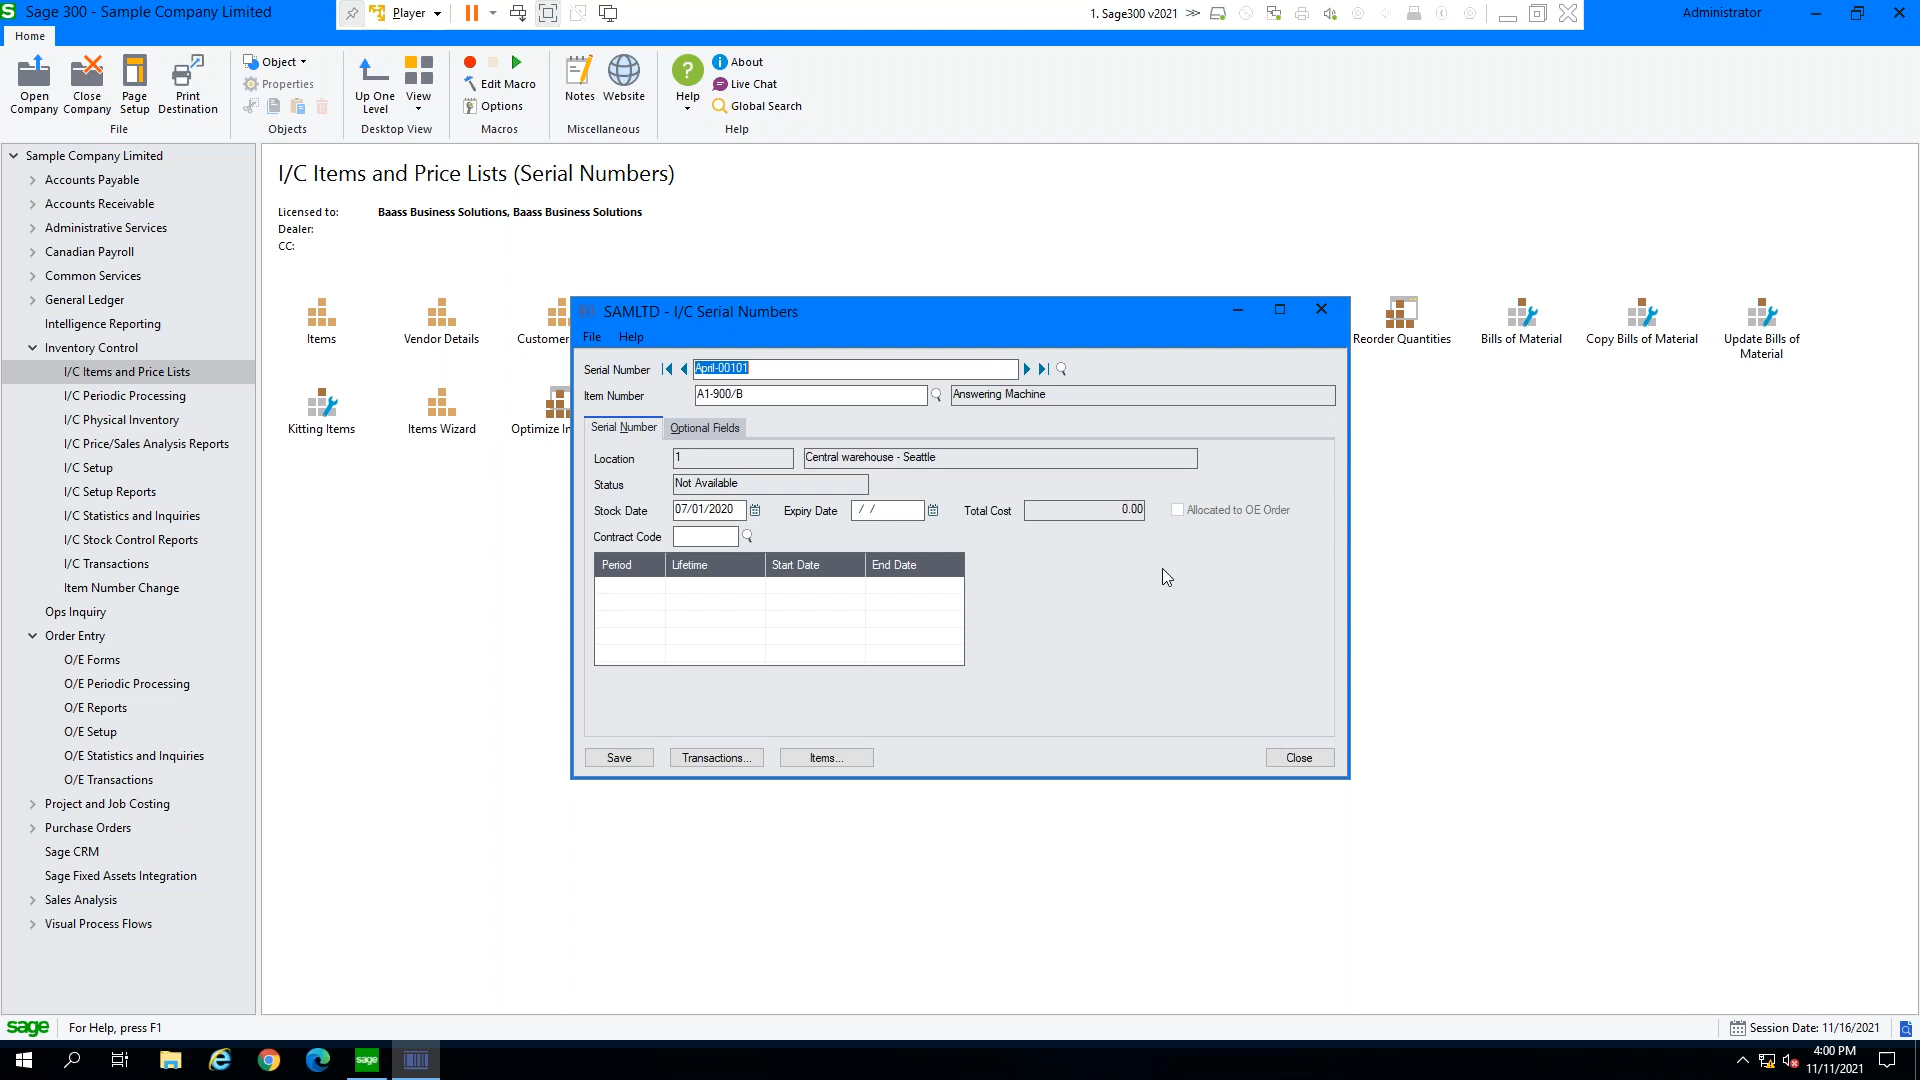 Sage 300 - Sample Company Limited
Player
1. Sage300 v2021
Administrator
Home
Open Company
Close Company
Page Setup
Print Destination
File
Object
Properties
Objects
Up One Level
View
Desktop View
Edit Macro
Options
Macros
Notes
Website
Miscellaneous
Help
About
Live Chat
Global Search
Help
Sample Company Limited
Accounts Payable
Accounts Receivable
Administrative Services
Canadian Payroll
Common Services
General Ledger
Intelligence Reporting
Inventory Control
I/C Items and Price Lists
I/C Periodic Processing
I/C Physical Inventory
I/C Price/Sales Analysis Reports
I/C Setup
I/C Setup Reports
I/C Statistics and Inquiries
I/C Stock Control Reports
I/C Transactions
Item Number Change
Ops Inquiry
Order Entry
O/E Forms
O/E Periodic Processing
O/E Reports
O/E Setup
O/E Statistics and Inquiries
O/E Transactions
Project and Job Costing
Purchase Orders
Sage CRM
Sage Fixed Assets Integration
Sales Analysis
Visual Process Flows
I/C Items and Price Lists (Serial Numbers)
Licensed to: Baass Business Solutions, Baass Business Solutions
Dealer:
CC:
Items
Vendor Details
Customer
Reorder Quantities
Bills of Material
Copy Bills of Material
Update Bills of Material
Kitting Items
Items Wizard
Optimize In
SAMLTD - I/C Serial Numbers
File Help
Serial Number April-00101
Item Number A1-900/B Answering Machine
Serial Number Optional Fields
Location 1 Central warehouse - Seattle
Status Not Available
Stock Date 07/01/2020 Expiry Date / / Total Cost 0.00 Allocated to OE Order
Contract Code
Period Lifetime Start Date End Date
Save Transactions... Items... Close
sage For Help, press F1
Session Date: 11/16/2021
sage
4:00 PM
11/11/2021